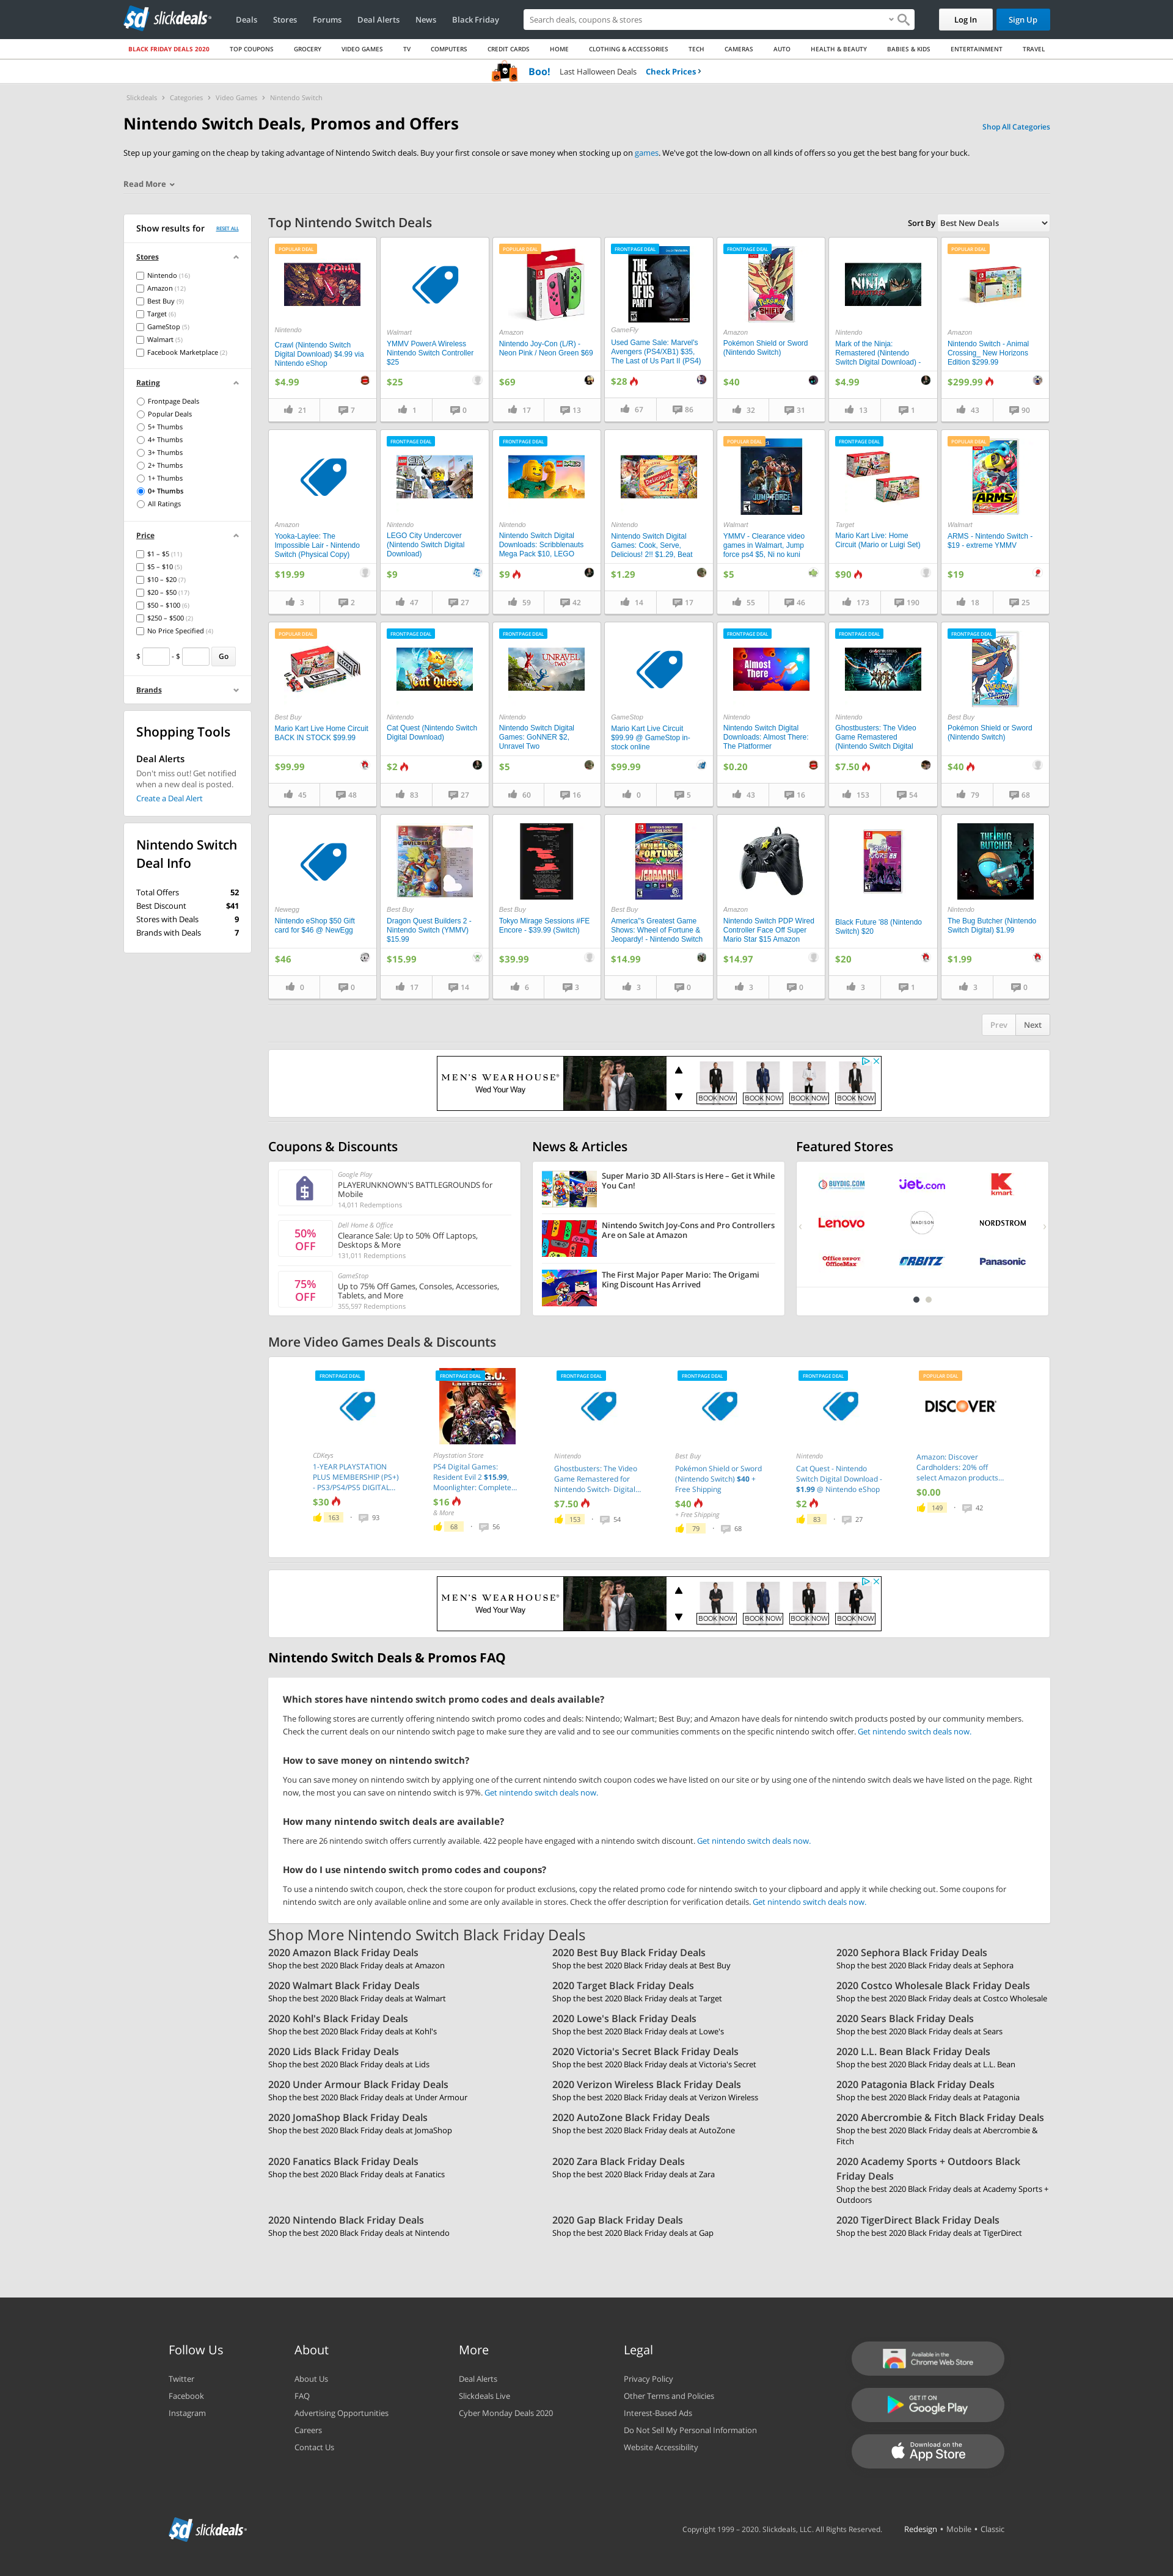 slickdeals
Deals
Stores
Forums
Deal Alerts
News
Black Friday
Search deals, coupons & stores
Log In
Sign Up
BLACK FRIDAY DEALS 2020
TOP COUPONS
GROCERY
VIDEO GAMES
TV
COMPUTERS
CREDIT CARDS
HOME
CLOTHING & ACCESSORIES
TECH
CAMERAS
AUTO
HEALTH & BEAUTY
BABIES & KIDS
ENTERTAINMENT
TRAVEL
Boo! Last Halloween Deals Check Prices
Slickdeals > Categories > Video Games > Nintendo Switch
Nintendo Switch Deals, Promos and Offers
Shop All Categories
Step up your gaming on the cheap by taking advantage of Nintendo Switch deals. Buy your first console or save money when stocking up on games. We've got the low-down on all kinds of offers so you get the best bang for your buck.
Read More
Show results for
RESET ALL
Stores
Nintendo (16)
Amazon (12)
Best Buy (9)
Target (6)
GameStop (5)
Walmart (5)
Facebook Marketplace (2)
Rating
Frontpage Deals
Popular Deals
5+ Thumbs
4+ Thumbs
3+ Thumbs
2+ Thumbs
1+ Thumbs
0+ Thumbs
All Ratings
Price
$1 – $5 (11)
$5 – $10 (5)
$10 – $20 (7)
$20 – $50 (17)
$50 – $100 (6)
$250 – $500 (2)
No Price Specified (4)
$ - $ Go
Brands
Shopping Tools
Deal Alerts
Don't miss out! Get notified
when a new deal is posted.
Create a Deal Alert
Nintendo Switch
Deal Info
Total Offers 52
Best Discount $41
Stores with Deals 9
Brands with Deals 7
Top Nintendo Switch Deals
Sort By Best New Deals
POPULAR DEAL
Nintendo
Crawl (Nintendo Switch
Digital Download) $4.99 via
Nintendo eShop
$4.99
21 7
Walmart
YMMV PowerA Wireless
Nintendo Switch Controller
$25
$25
1 0
POPULAR DEAL
Amazon
Nintendo Joy-Con (L/R) -
Neon Pink / Neon Green $69
$69
17 13
FRONTPAGE DEAL
THE LAST OF US PART II
GameFly
Used Game Sale: Marvel's
Avengers (PS4/XB1) $35,
The Last of Us Part II (PS4)
$28
67 86
FRONTPAGE DEAL
Amazon
Pokémon Shield or Sword
(Nintendo Switch)
$40
32 31
NINJA
Nintendo
Mark of the Ninja:
Remastered (Nintendo
Switch Digital Download) -
$4.99
13 1
POPULAR DEAL
Amazon
Nintendo Switch - Animal
Crossing_ New Horizons
Edition $299.99
$299.99
43 90
Amazon
Yooka-Laylee: The
Impossible Lair - Nintendo
Switch (Physical Copy)
$19.99
3 2
FRONTPAGE DEAL
Nintendo
LEGO City Undercover
(Nintendo Switch Digital
Download)
$9
47 27
FRONTPAGE DEAL
Nintendo
Nintendo Switch Digital
Downloads: Scribblenauts
Mega Pack $10, LEGO
$9
59 42
Nintendo
Nintendo Switch Digital
Games: Cook, Serve,
Delicious! 2!! $1.29, Beat
$1.29
14 17
POPULAR DEAL
JUMP FORCE
Walmart
YMMV - Clearance video
games in Walmart, Jump
force ps4 $5, Ni no kuni
$5
55 46
FRONTPAGE DEAL
Target
Mario Kart Live: Home
Circuit (Mario or Luigi Set)
$90
173 190
POPULAR DEAL
ARMS
Walmart
ARMS - Nintendo Switch -
$19 - extreme YMMV
$19
18 25
POPULAR DEAL
Best Buy
Mario Kart Live Home Circuit
BACK IN STOCK $99.99
$99.99
45 48
FRONTPAGE DEAL
Cat Quest
Nintendo
Cat Quest (Nintendo Switch
Digital Download)
$2
83 27
FRONTPAGE DEAL
UNRAVEL TWO
Nintendo
Nintendo Switch Digital
Games: GoNNER $2,
Unravel Two
$5
60 16
GameStop
Mario Kart Live Circuit
$99.99 @ GameStop in-
stock online
$99.99
0 5
FRONTPAGE DEAL
Almost There
Nintendo
Nintendo Switch Digital
Downloads: Almost There:
The Platformer
$0.20
43 16
FRONTPAGE DEAL
Nintendo
Ghostbusters: The Video
Game Remastered
(Nintendo Switch Digital
$7.50
153 54
FRONTPAGE DEAL
Best Buy
Pokémon Shield or Sword
(Nintendo Switch)
$40
79 68
Newegg
Nintendo eShop $50 Gift
card for $46 @ NewEgg
$46
0 0
Best Buy
Dragon Quest Builders 2 -
Nintendo Switch (YMMV)
$15.99
$15.99
17 14
Best Buy
Tokyo Mirage Sessions #FE
Encore - $39.99 (Switch)
$39.99
6 3
WHEEL OF FORTUNE
JEOPARDY!
Best Buy
America"s Greatest Game
Shows: Wheel of Fortune &
Jeopardy! - Nintendo Switch
$14.99
3 0
Amazon
Nintendo Switch PDP Wired
Controller Face Off Super
Mario Star $15 Amazon
$14.97
3 0
Black Future '88 (Nintendo
Switch) $20
$20
3 1
THE BUG BUTCHER
Nintendo
The Bug Butcher (Nintendo
Switch Digital) $1.99
$1.99
3 0
Prev Next
MEN'S WEARHOUSE®
Wed Your Way
BOOK NOW BOOK NOW BOOK NOW BOOK NOW
Coupons & Discounts
Google Play
PLAYERUNKNOWN'S BATTLEGROUNDS for
Mobile
14,011 Redemptions
50% OFF
Dell Home & Office
Clearance Sale: Up to 50% Off Laptops,
Desktops & More
131,011 Redemptions
75% OFF
GameStop
Up to 75% Off Games, Consoles, Accessories,
Tablets, and More
355,597 Redemptions
News & Articles
Super Mario 3D All-Stars is Here – Get it While
You Can!
Nintendo Switch Joy-Cons and Pro Controllers
Are on Sale at Amazon
The First Major Paper Mario: The Origami
King Discount Has Arrived
Featured Stores
BUYDIG.COM
Jet.com
kmart
Lenovo
MADISON
NORDSTROM
Office DEPOT OfficeMax
ORBITZ
Panasonic
More Video Games Deals & Discounts
FRONTPAGE DEAL
CDKeys
1-YEAR PLAYSTATION
PLUS MEMBERSHIP (PS+)
- PS3/PS4/PS5 DIGITAL...
$30
163 93
FRONTPAGE DEAL
Playstation Store
PS4 Digital Games:
Resident Evil 2 $15.99,
Moonlighter: Complete...
$16
& More
68 56
FRONTPAGE DEAL
Nintendo
Ghostbusters: The Video
Game Remastered for
Nintendo Switch- Digital...
$7.50
153 54
FRONTPAGE DEAL
Best Buy
Pokémon Shield or Sword
(Nintendo Switch) $40 +
Free Shipping
$40
+ Free Shipping
79 68
FRONTPAGE DEAL
Nintendo
Cat Quest - Nintendo
Switch Digital Download -
$1.99 @ Nintendo eShop
$2
83 27
POPULAR DEAL
DISCOVER
Amazon: Discover
Cardholders: 20% off
select Amazon products...
$0.00
149 42
MEN'S WEARHOUSE®
Wed Your Way
BOOK NOW BOOK NOW BOOK NOW BOOK NOW
Nintendo Switch Deals & Promos FAQ
Which stores have nintendo switch promo codes and deals available?
The following stores are currently offering nintendo switch promo codes and deals: Nintendo; Walmart; Best Buy; and Amazon have deals for nintendo switch products posted by our community members.
Check the current deals on our nintendo switch page to make sure they are valid and to see our communities comments on the specific nintendo switch offer. Get nintendo switch deals now.
How to save money on nintendo switch?
You can save money on nintendo switch by applying one of the current nintendo switch coupon codes we have listed on our site or by using one of the nintendo switch deals we have listed on the page. Right
now, the most you can save on nintendo switch is 97%. Get nintendo switch deals now.
How many nintendo switch deals are available?
There are 26 nintendo switch offers currently available. 422 people have engaged with a nintendo switch discount. Get nintendo switch deals now.
How do I use nintendo switch promo codes and coupons?
To use a nintendo switch coupon, check the store coupon for product exclusions, copy the related promo code for nintendo switch to your clipboard and apply it while checking out. Some coupons for
nintendo switch are only available online and some are only available in stores. Check the offer description for verification details. Get nintendo switch deals now.
Shop More Nintendo Switch Black Friday Deals
2020 Amazon Black Friday Deals
Shop the best 2020 Black Friday deals at Amazon
2020 Best Buy Black Friday Deals
Shop the best 2020 Black Friday deals at Best Buy
2020 Sephora Black Friday Deals
Shop the best 2020 Black Friday deals at Sephora
2020 Walmart Black Friday Deals
Shop the best 2020 Black Friday deals at Walmart
2020 Target Black Friday Deals
Shop the best 2020 Black Friday deals at Target
2020 Costco Wholesale Black Friday Deals
Shop the best 2020 Black Friday deals at Costco Wholesale
2020 Kohl's Black Friday Deals
Shop the best 2020 Black Friday deals at Kohl's
2020 Lowe's Black Friday Deals
Shop the best 2020 Black Friday deals at Lowe's
2020 Sears Black Friday Deals
Shop the best 2020 Black Friday deals at Sears
2020 Lids Black Friday Deals
Shop the best 2020 Black Friday deals at Lids
2020 Victoria's Secret Black Friday Deals
Shop the best 2020 Black Friday deals at Victoria's Secret
2020 L.L. Bean Black Friday Deals
Shop the best 2020 Black Friday deals at L.L. Bean
2020 Under Armour Black Friday Deals
Shop the best 2020 Black Friday deals at Under Armour
2020 Verizon Wireless Black Friday Deals
Shop the best 2020 Black Friday deals at Verizon Wireless
2020 Patagonia Black Friday Deals
Shop the best 2020 Black Friday deals at Patagonia
2020 JomaShop Black Friday Deals
Shop the best 2020 Black Friday deals at JomaShop
2020 AutoZone Black Friday Deals
Shop the best 2020 Black Friday deals at AutoZone
2020 Abercrombie & Fitch Black Friday Deals
Shop the best 2020 Black Friday deals at Abercrombie &
Fitch
2020 Fanatics Black Friday Deals
Shop the best 2020 Black Friday deals at Fanatics
2020 Zara Black Friday Deals
Shop the best 2020 Black Friday deals at Zara
2020 Academy Sports + Outdoors Black
Friday Deals
Shop the best 2020 Black Friday deals at Academy Sports +
Outdoors
2020 Nintendo Black Friday Deals
Shop the best 2020 Black Friday deals at Nintendo
2020 Gap Black Friday Deals
Shop the best 2020 Black Friday deals at Gap
2020 TigerDirect Black Friday Deals
Shop the best 2020 Black Friday deals at TigerDirect
Follow Us
Twitter
Facebook
Instagram
About
About Us
FAQ
Advertising Opportunities
Careers
Contact Us
More
Deal Alerts
Slickdeals Live
Cyber Monday Deals 2020
Legal
Privacy Policy
Other Terms and Policies
Interest-Based Ads
Do Not Sell My Personal Information
Website Accessibility
Available in the
Chrome Web Store
GET IT ON
Google Play
Download on the
App Store
slickdeals
Copyright 1999 – 2020. Slickdeals, LLC. All Rights Reserved.
Redesign • Mobile • Classic